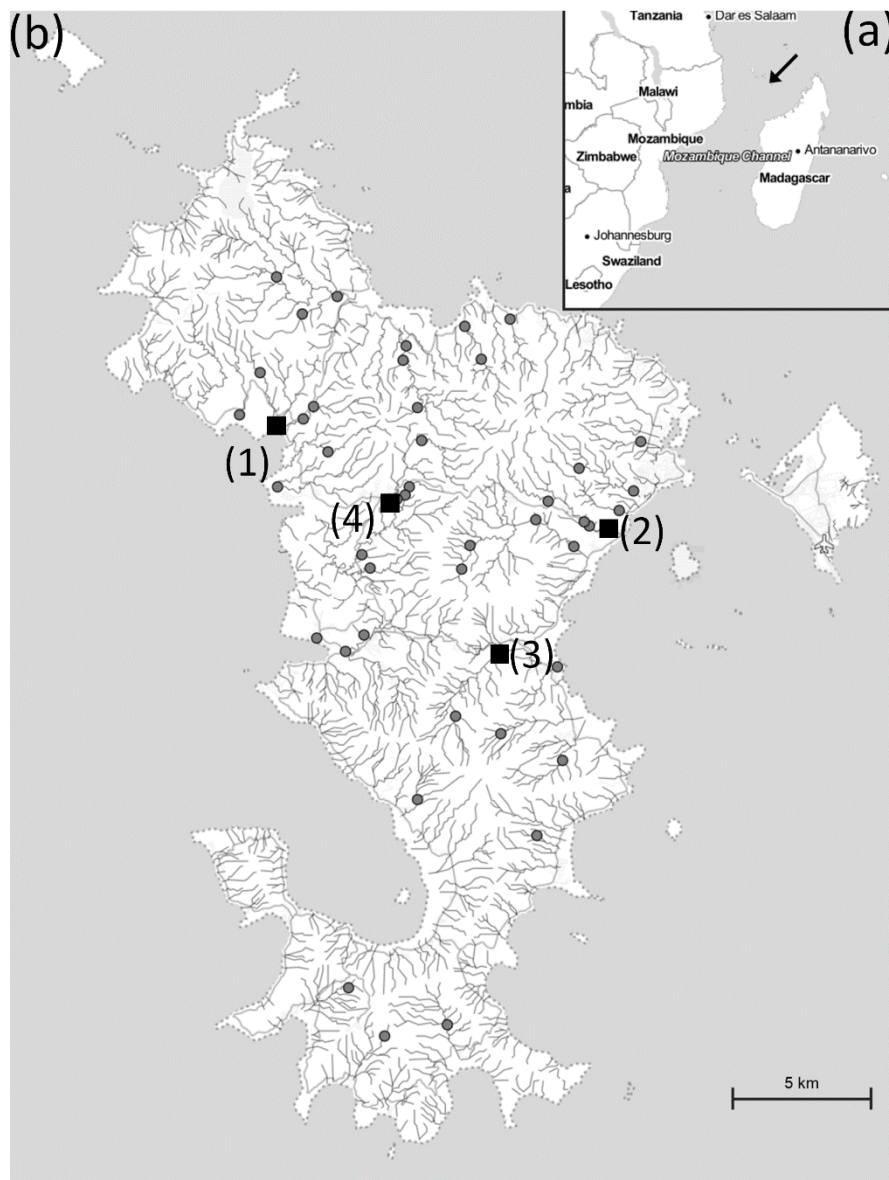 (b)
(a)
Tanzania
Dar es Salaam
Malawi
mbia
Mozambique
Zimbabwe
Mozambique Channel
Antananarivo
Madagascar
a
Johannesburg
Swaziland
Lesotho
(1)
(4)
(2)
(3)
5 km